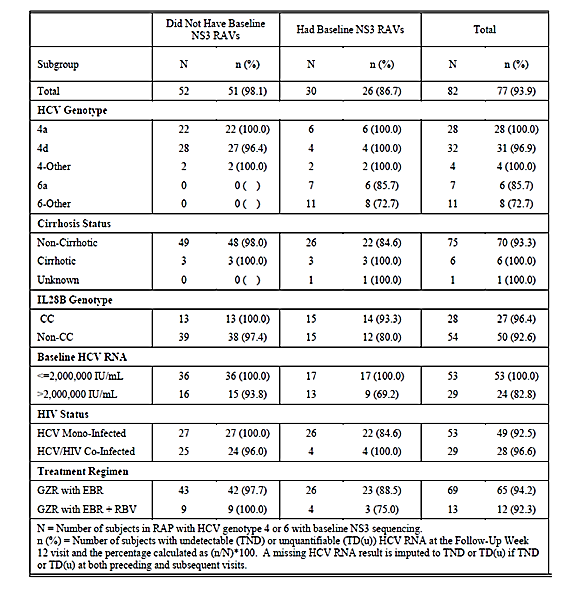 Did Not Have Baseline NS3 RAVs Had Baseline NS3 RAVs Total
Subgroup N n (%) N n (%) N n (%)
Total 52 51 (98.1) 30 26 (86.7) 82 77 (93.9)
HCV Genotype
4a 22 22 (100.0) 6 6 (100.0) 28 28 (100.0)
4d 28 27 (96.4) 4 4 (100.0) 32 31 (96.9)
4-Other 2 2 (100.0) 2 2 (100.0) 4 4 (100.0)
6a 0 0 ( ) 7 6 (85.7) 7 6 (85.7)
6-Other 0 0 ( ) 11 8 (72.7) 11 8 (72.7)
Cirrhosis Status
Non-Cirrhotic 49 48 (98.0) 26 22 (84.6) 75 70 (93.3)
Cirrhotic 3 3 (100.0) 3 3 (100.0) 6 6 (100.0)
Unknown 0 0 ( ) 1 1 (100.0) 1 1 (100.0)
IL28B Genotype
CC 13 13 (100.0) 15 14 (93.3) 28 27 (96.4)
Non-CC 39 38 (97.4) 15 12 (80.0) 54 50 (92.6)
Baseline HCV RNA
<=2,000,000 IU/mL 36 36 (100.0) 17 17 (100.0) 53 53 (100.0)
>2,000,000 IU/mL 16 15 (93.8) 13 9 (69.2) 29 24 (82.8)
HIV Status
HCV Mono-Infected 27 27 (100.0) 26 22 (84.6) 53 49 (92.5)
HCV/HIV Co-Infected 25 24 (96.0) 4 4 (100.0) 29 28 (96.6)
Treatment Regimen
GZR with EBR 43 42 (97.7) 26 23 (88.5) 69 65 (94.2)
GZR with EBR + RBV 9 9 (100.0) 4 3 (75.0) 13 12 (92.3)
N = Number of subjects in RAP with HCV genotype 4 or 6 with baseline NS3 sequencing.
n (%) = Number of subjects with undetectable (TND) or unquantifiable (TD(u)) HCV RNA at the Follow-Up Week
12 visit and the percentage calculated as (n/N)*100. A missing HCV RNA result is imputed to TND or TD(u) if TND
or TD(u) at both preceding and subsequent visits.